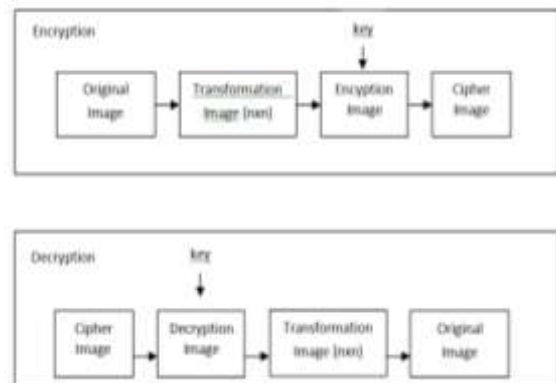 Encryption
key
Original
Image
Transformation
Image (nxn)
Encyption
Image
Cipher
Image
Decryption
key
Cipher
Image
Decryption
Image
Transformation
Image (nxn)
Original
Image